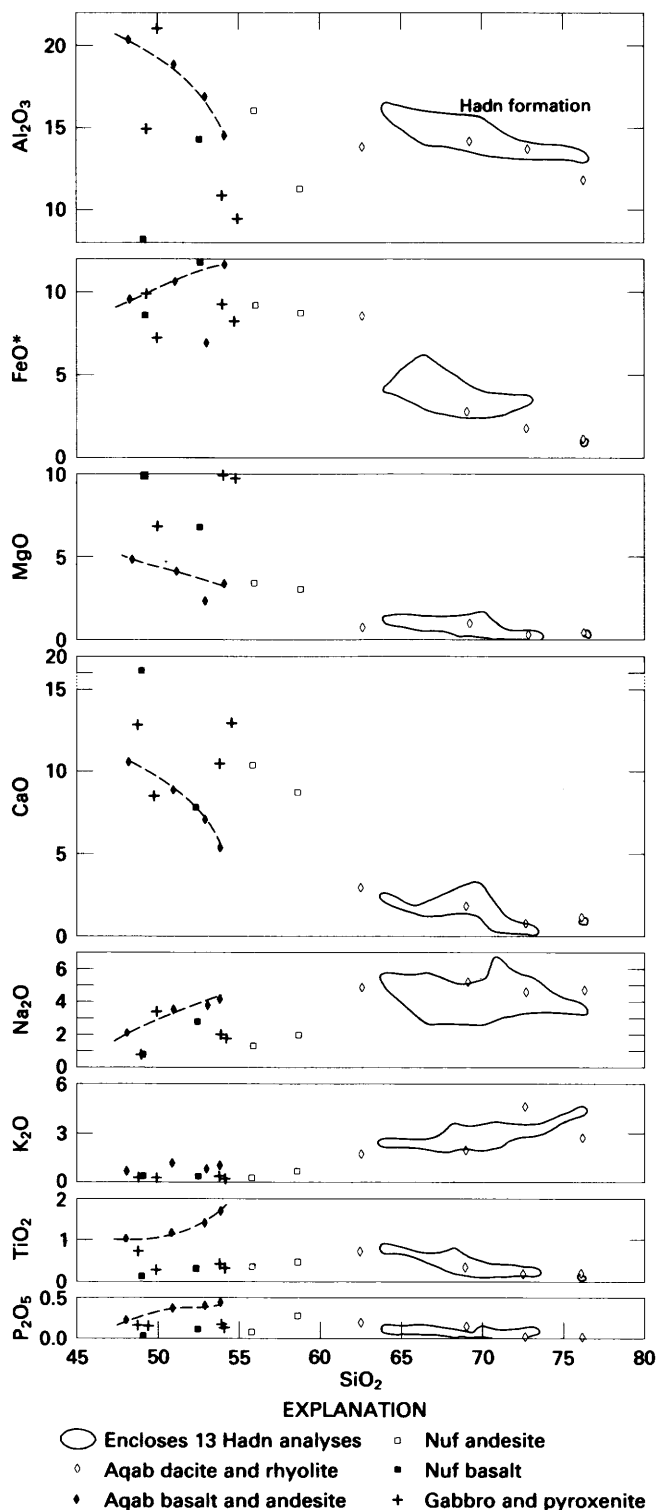 20
15
10
Al₂O₃
Hadn formation
10
5
0
FeO*
10
5
0
MgO
20
15
10
5
0
CaO
6
4
2
0
Na₂O
6
3
0
K₂O
2
1
0
TiO₂
0.5
0.0
P₂O₅
45 50 55 60 65 70 75 80
SiO₂
EXPLANATION
Encloses 13 Hadn analyses
Nuf andesite
Aqab dacite and rhyolite
Nuf basalt
Aqab basalt and andesite
Gabbro and pyroxenite